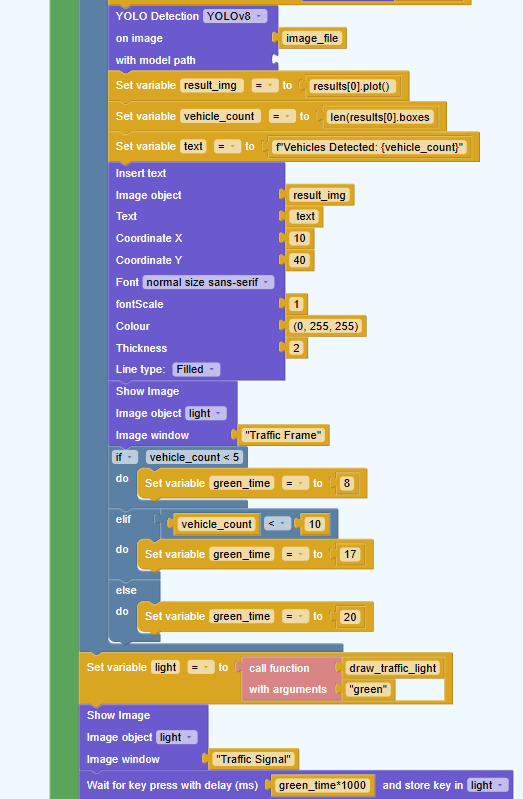 YOLO Detection YOLOv8
on image image_file
with model path
Set variable result_img = to results[0].plot()
Set variable vehicle_count = to len(results[0].boxes
Set variable text = to f"Vehicles Detected: {vehicle_count}"
Insert text
Image object result_img
Text text
Coordinate X 10
Coordinate Y 40
Font normal size sans-serif
fontScale 1
Colour (0, 255, 255)
Thickness 2
Line type: Filled
Show Image
Image object light
Image window "Traffic Frame"
if vehicle_count < 5
do Set variable green_time = to 8
elif vehicle_count < 10
do Set variable green_time = to 17
else
do Set variable green_time = to 20
Set variable light = to call function draw_traffic_light
with arguments "green"
Show Image
Image object light
Image window "Traffic Signal"
Wait for key press with delay (ms) green_time*1000 and store key in light